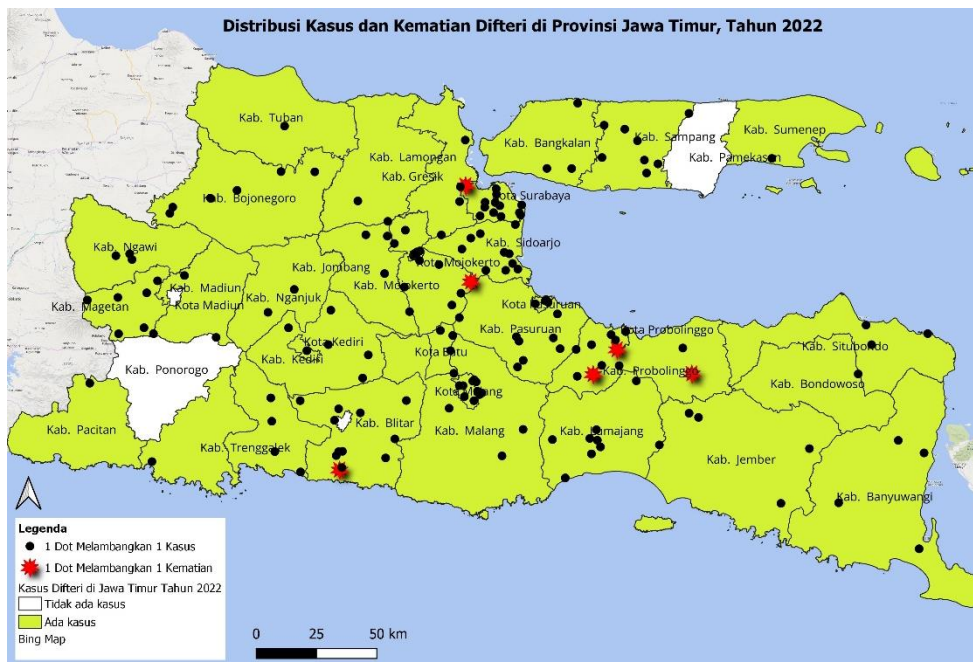 Distribusi Kasus dan Kematian Difteri di Provinsi Jawa Timur, Tahun 2022
Kab. Tuban
Kab. Bangkalan
Kab. Sampang
Kab. Sumenep
Kab. Pamekasan
Kab. Lamongan
Kab. Gresik
Kota Surabaya
Kab. Bojonegoro
Kab. Ngawi
Kab. Sidoarjo
Kab. Jombang
Kota Mojokerto
Kab. Madiun
Kab. Mojokerto
Kab. Magetan
Kota Madiun
Kab. Nganjuk
Kota Pasuruan
Kab. Pasuruan
Kota Probolinggo
Kota Kediri
Kab. Kediri
Kota Batu
Kab. Situbondo
Kab. Ponorogo
Kab. Probolinggo
Kab. Bondowoso
Kota Malang
Kab. Pacitan
Kab. Blitar
Kab. Malang
Kab. Lumajang
Kab. Trenggalek
Kab. Jember
Kab. Banyuwangi
Legenda
1 Dot Melambangkan 1 Kasus
1 Dot Melambangkan 1 Kematian
Kasus Difteri di Jawa Timur Tahun 2022
Tidak ada kasus
Ada kasus
Bing Map
0 25 50 km